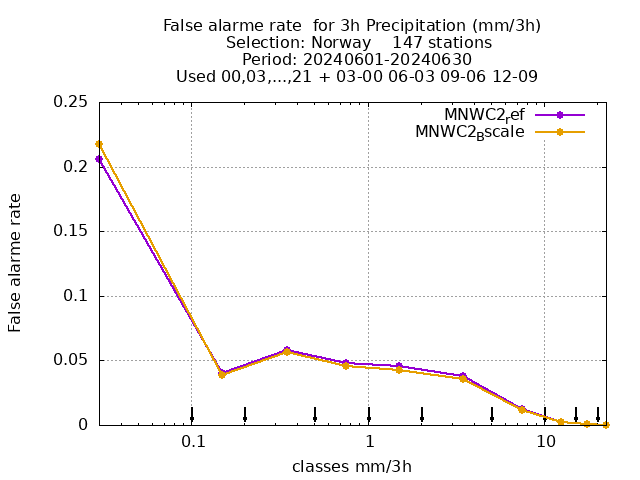 False alarme rate  for 3h Precipitation (mm/3h)
Selection: Norway    147 stations
Period: 20240601-20240630
Used 00,03,...,21 + 03-00 06-03 09-06 12-09
MNWC2ref
MNWC2Bscale
0.25
0.2
0.15
0.1
0.05
0
False alarme rate
0.1
1
10
classes mm/3h